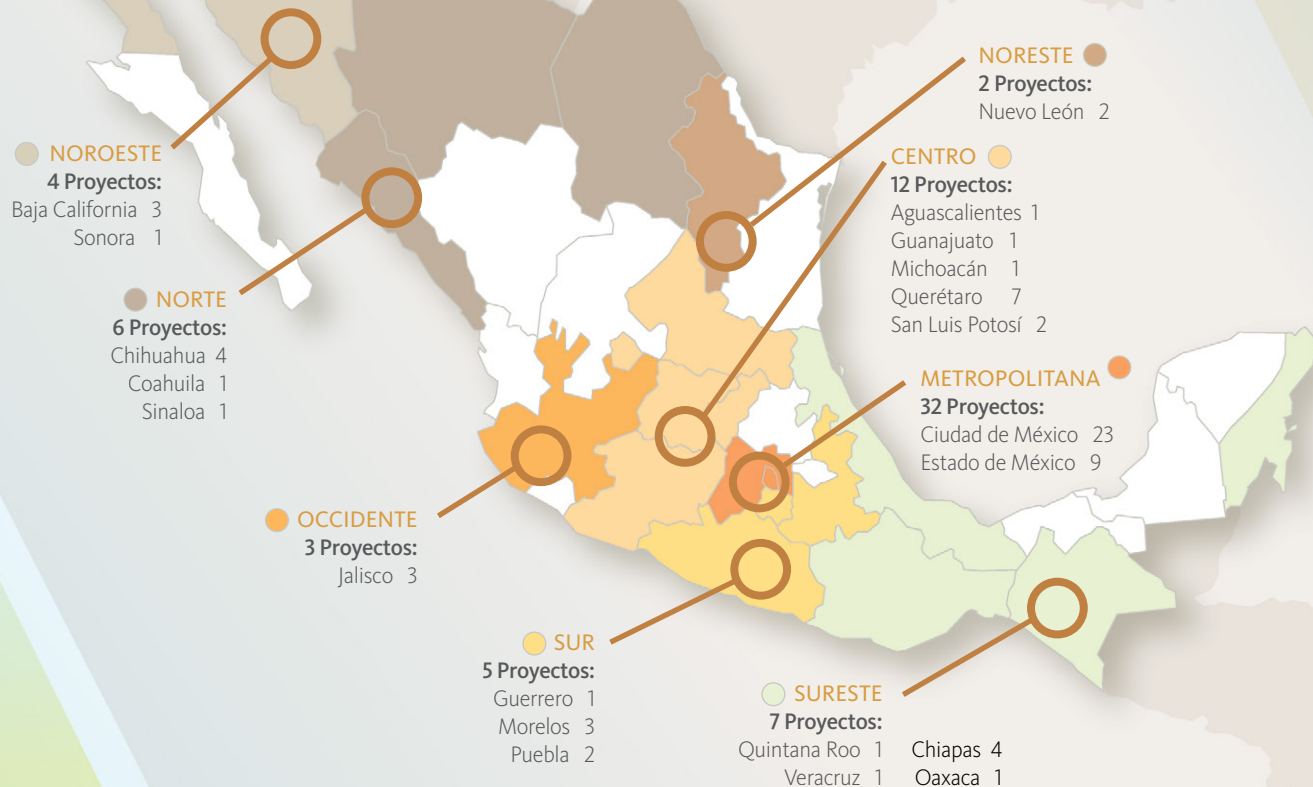 NORESTE
2 Proyectos:
Nuevo León 2
NOROESTE
4 Proyectos:
Baja California 3
Sonora 1
CENTRO
12 Proyectos:
Aguascalientes 1
Guanajuato 1
Michoacán 1
Querétaro 7
San Luis Potosí 2
NORTE
6 Proyectos:
Chihuahua 4
Coahuila 1
Sinaloa 1
METROPOLITANA
32 Proyectos:
Ciudad de México 23
Estado de México 9
OCCIDENTE
3 Proyectos:
Jalisco 3
SUR
5 Proyectos:
Guerrero 1
Morelos 3
Puebla 2
SURESTE
7 Proyectos:
Quintana Roo 1 Chiapas 4
Veracruz 1 Oaxaca 1